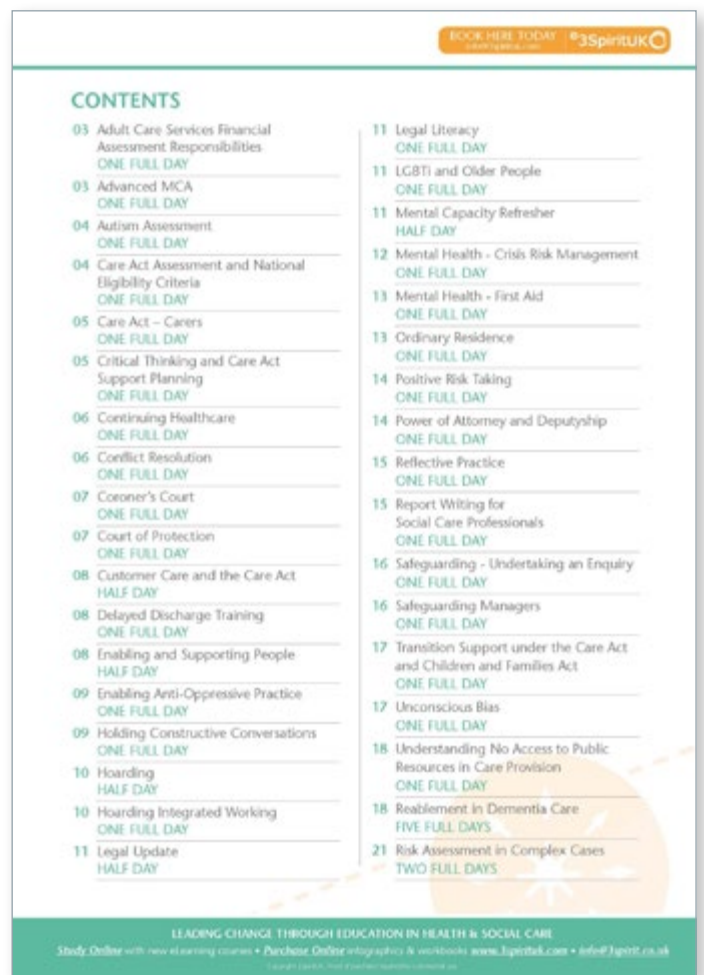 BOOK HERE TODAY
@3SpiritUK
CONTENTS
03 Adult Care Services Financial
Assessment Responsibilities
ONE FULL DAY
03 Advanced MCA
ONE FULL DAY
04 Autism Assessment
ONE FULL DAY
04 Care Act Assessment and National
Eligibility Criteria
ONE FULL DAY
05 Care Act – Carers
ONE FULL DAY
05 Critical Thinking and Care Act
Support Planning
ONE FULL DAY
06 Continuing Healthcare
ONE FULL DAY
06 Conflict Resolution
ONE FULL DAY
07 Coroner's Court
ONE FULL DAY
07 Court of Protection
ONE FULL DAY
08 Customer Care and the Care Act
HALF DAY
08 Delayed Discharge Training
ONE FULL DAY
08 Enabling and Supporting People
HALF DAY
09 Enabling Anti-Oppressive Practice
ONE FULL DAY
09 Holding Constructive Conversations
ONE FULL DAY
10 Hoarding
HALF DAY
10 Hoarding Integrated Working
ONE FULL DAY
11 Legal Update
HALF DAY
11 Legal Literacy
ONE FULL DAY
11 LGBTi and Older People
ONE FULL DAY
11 Mental Capacity Refresher
HALF DAY
12 Mental Health - Crisis Risk Management
ONE FULL DAY
13 Mental Health - First Aid
ONE FULL DAY
13 Ordinary Residence
ONE FULL DAY
14 Positive Risk Taking
ONE FULL DAY
14 Power of Attorney and Deputyship
ONE FULL DAY
15 Reflective Practice
ONE FULL DAY
15 Report Writing for
Social Care Professionals
ONE FULL DAY
16 Safeguarding - Undertaking an Enquiry
ONE FULL DAY
16 Safeguarding Managers
ONE FULL DAY
17 Transition Support under the Care Act
and Children and Families Act
ONE FULL DAY
17 Unconscious Bias
ONE FULL DAY
18 Understanding No Access to Public
Resources in Care Provision
ONE FULL DAY
18 Reablement in Dementia Care
FIVE FULL DAYS
21 Risk Assessment in Complex Cases
TWO FULL DAYS
LEADING CHANGE THROUGH EDUCATION IN HEALTH & SOCIAL CARE
Study Online with new eLearning courses • Purchase Online infographics & workbooks www.3spirituk.com • info@3spirit.co.uk